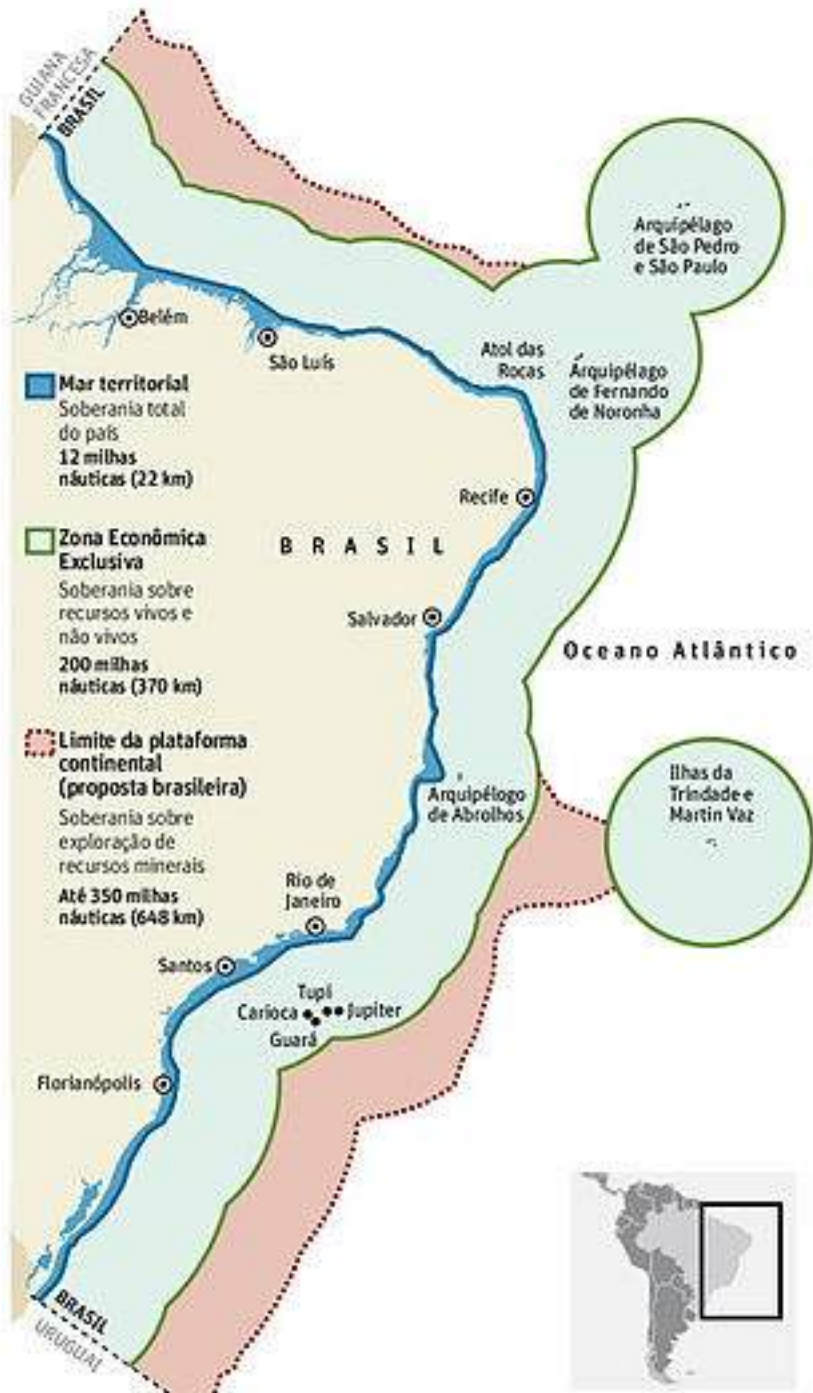 GUIANA
FRANCESA
BRASIL
Arquipélago
de São Pedro
e São Paulo
Belém
São Luís
Atol das
Rocas
Arquipélago
de Fernando
de Noronha
Mar territorial
Soberania total
do país
12 milhas
náuticas (22 km)
Recife
BRASIL
Zona Econômica
Exclusiva
Soberania sobre
recursos vivos e
não vivos
200 milhas
náuticas (370 km)
Salvador
Oceano Atlântico
Limite da plataforma
continental
(proposta brasileira)
Soberania sobre
exploração de
recursos minerais
Até 350 milhas
náuticas (648 km)
Arquipélogo
de Abrolhos
Ilhas da
Trindade e
Martin Vaz
Rio de
Janeiro
Santos
Tupi
Carioca
Jupiter
Guará
Florianópolis
BRASIL
URUGUAI